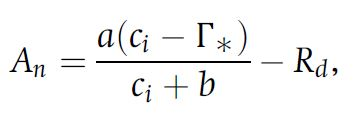 $A_n = \frac{a(c_i - \Gamma_*)}{c_i + b} - R_d,$